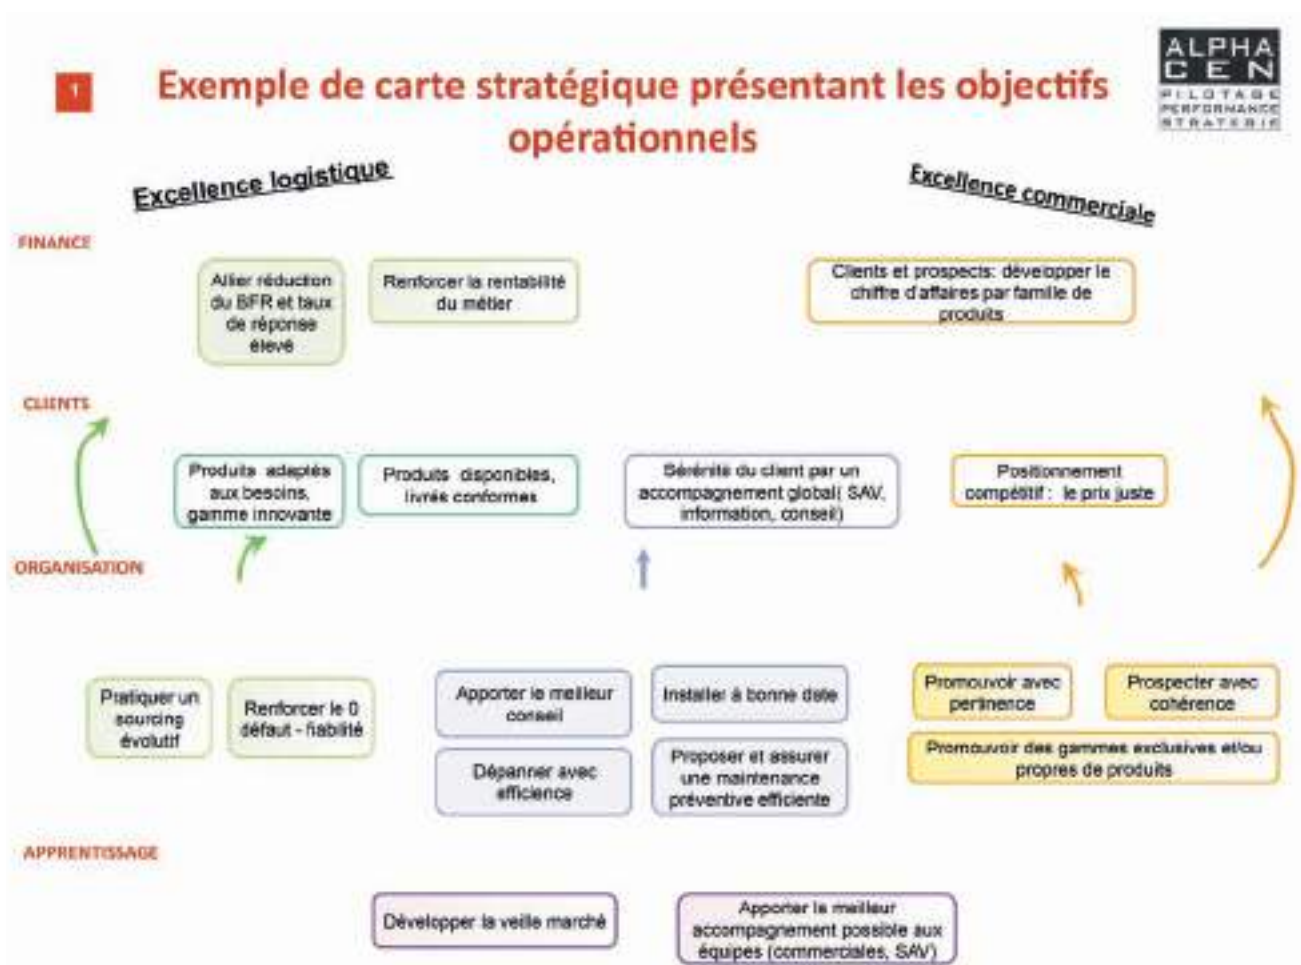 1
Exemple de carte stratégique présentant les objectifs
opérationnels
ALPHA
CEN
PILOTAGE
PERFORMANCE
STRATEGIE
Excellence logistique
Excellence commerciale
FINANCE
Allier réduction
du BFR et taux
de réponse
élevé
Renforcer la rentabilité
du métier
Clients et prospects: développer le
chiffre d'affaires par famille de
produits
CLIENTS
Produits adaptés
aux besoins,
gamme innovante
Produits disponibles,
livrés conformes
Sérénité du client par un
accompagnement global( SAV,
information, conseil)
Positionnement
compétitif : le prix juste
ORGANISATION
Pratiquer un
sourcing
évolutif
Renforcer le 0
défaut - fiabilité
Apporter le meilleur
conseil
Installer à bonne date
Dépanner avec
efficience
Proposer et assurer
une maintenance
préventive efficiente
Promouvoir avec
pertinence
Prospecter avec
cohérence
Promouvoir des gammes exclusives et/ou
propres de produits
APPRENTISSAGE
Développer la veille marché
Apporter le meilleur
accompagnement possible aux
équipes (commerciales, SAV)